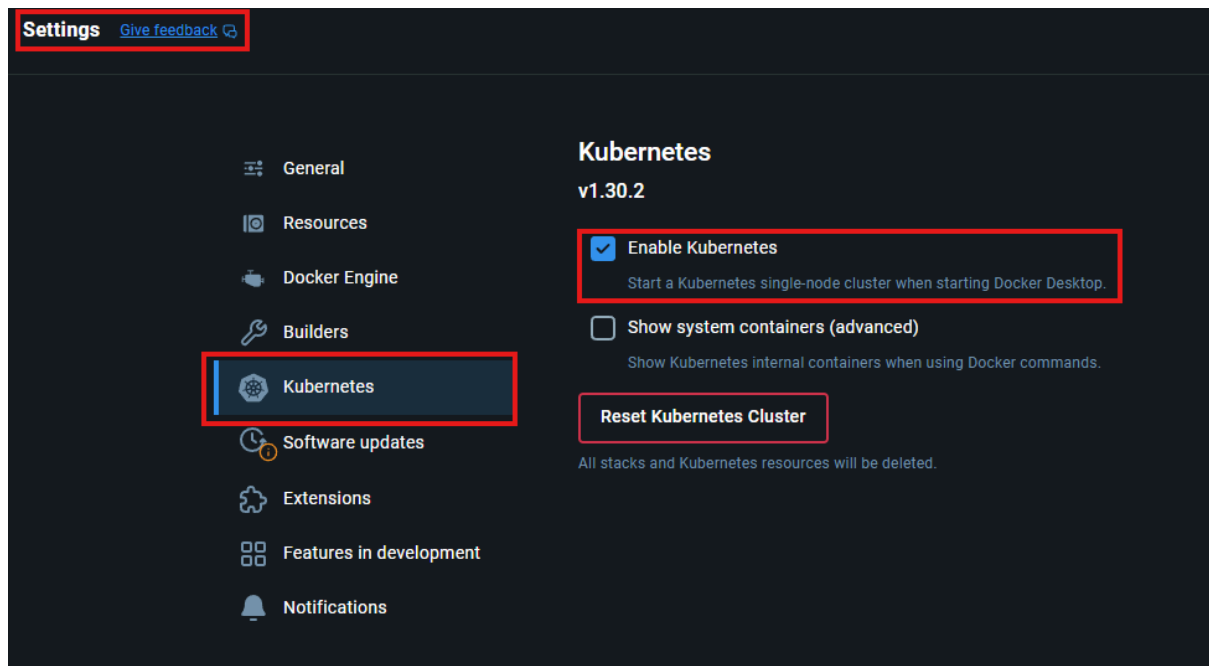 Settings Give feedback
General
Resources
Docker Engine
Builders
Kubernetes
Software updates
Extensions
Features in development
Notifications
Kubernetes
v1.30.2
Enable Kubernetes
Start a Kubernetes single-node cluster when starting Docker Desktop.
Show system containers (advanced)
Show Kubernetes internal containers when using Docker commands.
Reset Kubernetes Cluster
All stacks and Kubernetes resources will be deleted.